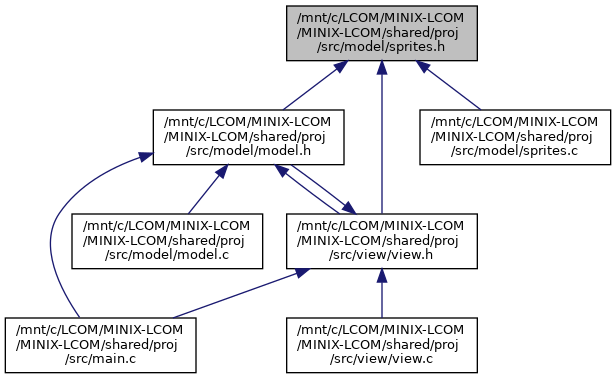 /mnt/c/LCOM/MINIX-LCOM
/MINIX-LCOM/shared/proj
/src/model/sprites.h
/mnt/c/LCOM/MINIX-LCOM
/MINIX-LCOM/shared/proj
/src/model/model.h
/mnt/c/LCOM/MINIX-LCOM
/MINIX-LCOM/shared/proj
/src/model/sprites.c
/mnt/c/LCOM/MINIX-LCOM
/MINIX-LCOM/shared/proj
/src/model/model.c
/mnt/c/LCOM/MINIX-LCOM
/MINIX-LCOM/shared/proj
/src/view/view.h
/mnt/c/LCOM/MINIX-LCOM
/MINIX-LCOM/shared/proj
/src/main.c
/mnt/c/LCOM/MINIX-LCOM
/MINIX-LCOM/shared/proj
/src/view/view.c